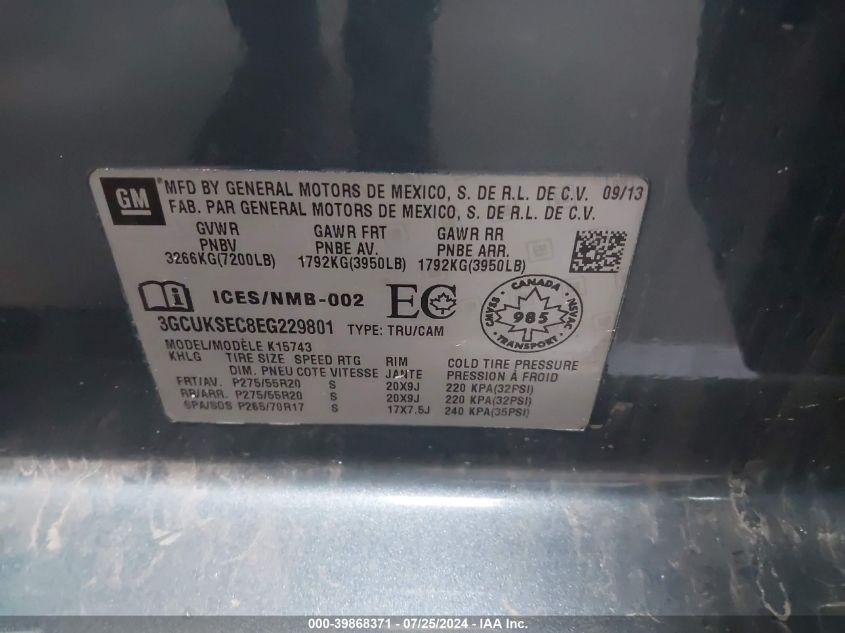 GM
MFD BY GENERAL MOTORS DE MEXICO, S. DE R.L. DE C.V. 09/13
FAB. PAR GENERAL MOTORS DE MEXICO, S. DE R.L. DE C.V.
GVWR GAWR FRT GAWR RR
PNBV PNBE AV. PNBE ARR.
3266KG(7200LB) 1792KG(3950LB) 1792KG(3950LB)
ICES/NMB-002 EC
CANADA
SVAMC 985 NSVAC
TRANSPORT
3GCUKSEC8EG229801 TYPE: TRU/CAM
MODEL/MODÈLE K15743
KHLG TIRE SIZE SPEED RTG RIM COLD TIRE PRESSURE
DIM. PNEU COTE VITESSE JANTE PRESSION À FROID
FRT/AV. P275/55R20 S 20X9J 220 KPA(32PSI)
RR/ARR. P275/55R20 S 20X9J 220 KPA(32PSI)
SPA/SOS P265/70R17 S 17X7.5J 240 KPA(35PSI)
000-39868371 - 07/25/2024 - IAA Inc.